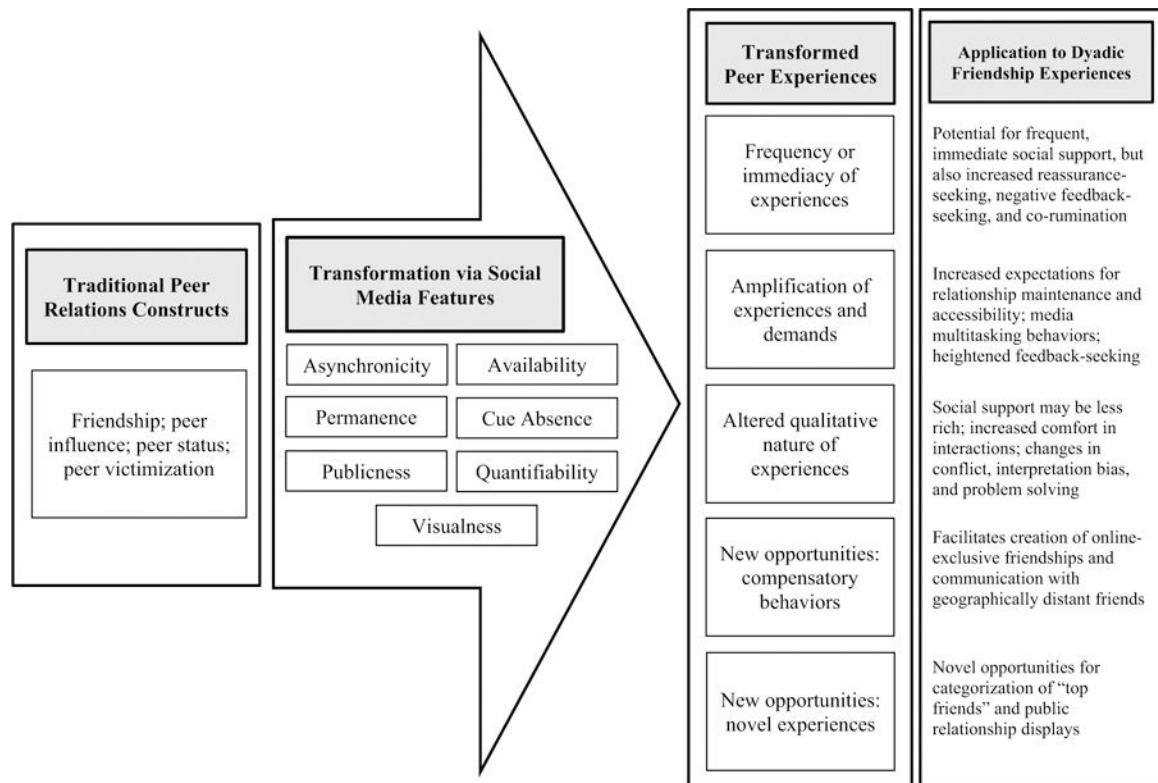 Traditional Peer
Relations Constructs
Friendship; peer
influence; peer status;
peer victimization
Transformation via Social
Media Features
Asynchronicity
Availability
Permanence
Cue Absence
Publicness
Quantifiability
Visualness
Transformed
Peer Experiences
Frequency or
immediacy of
experiences
Amplification of
experiences and
demands
Altered qualitative
nature of
experiences
New opportunities:
compensatory
behaviors
New opportunities:
novel experiences
Application to Dyadic
Friendship Experiences
Potential for frequent,
immediate social support, but
also increased reassurance-
seeking, negative feedback-
seeking, and co-rumination
Increased expectations for
relationship maintenance and
accessibility; media
multitasking behaviors;
heightened feedback-seeking
Social support may be less
rich; increased comfort in
interactions; changes in
conflict, interpretation bias,
and problem solving
Facilitates creation of online-
exclusive friendships and
communication with
geographically distant friends
Novel opportunities for
categorization of “top
friends” and public
relationship displays